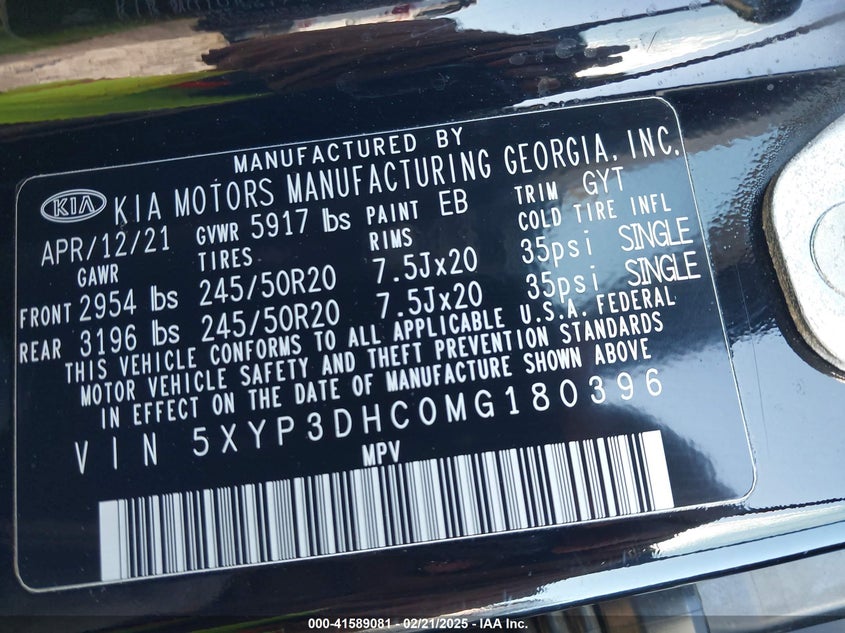 MANUFACTURED BY
KIA KIA MOTORS MANUFACTURING GEORGIA, INC.
APR/12/21 GVWR 5917 lbs PAINT EB TRIM GYT
GAWR TIRES RIMS COLD TIRE INFL
FRONT 2954 lbs 245/50R20 7.5Jx20 35psi SINGLE
REAR 3196 lbs 245/50R20 7.5Jx20 35psi SINGLE
THIS VEHICLE CONFORMS TO ALL APPLICABLE U.S.A. FEDERAL
MOTOR VEHICLE SAFETY AND THEFT PREVENTION STANDARDS
IN EFFECT ON THE DATE OF MANUFACTURE SHOWN ABOVE
VIN 5XYP3DHC0MG180396
MPV
000-41589081 - 02/21/2025 - IAA Inc.